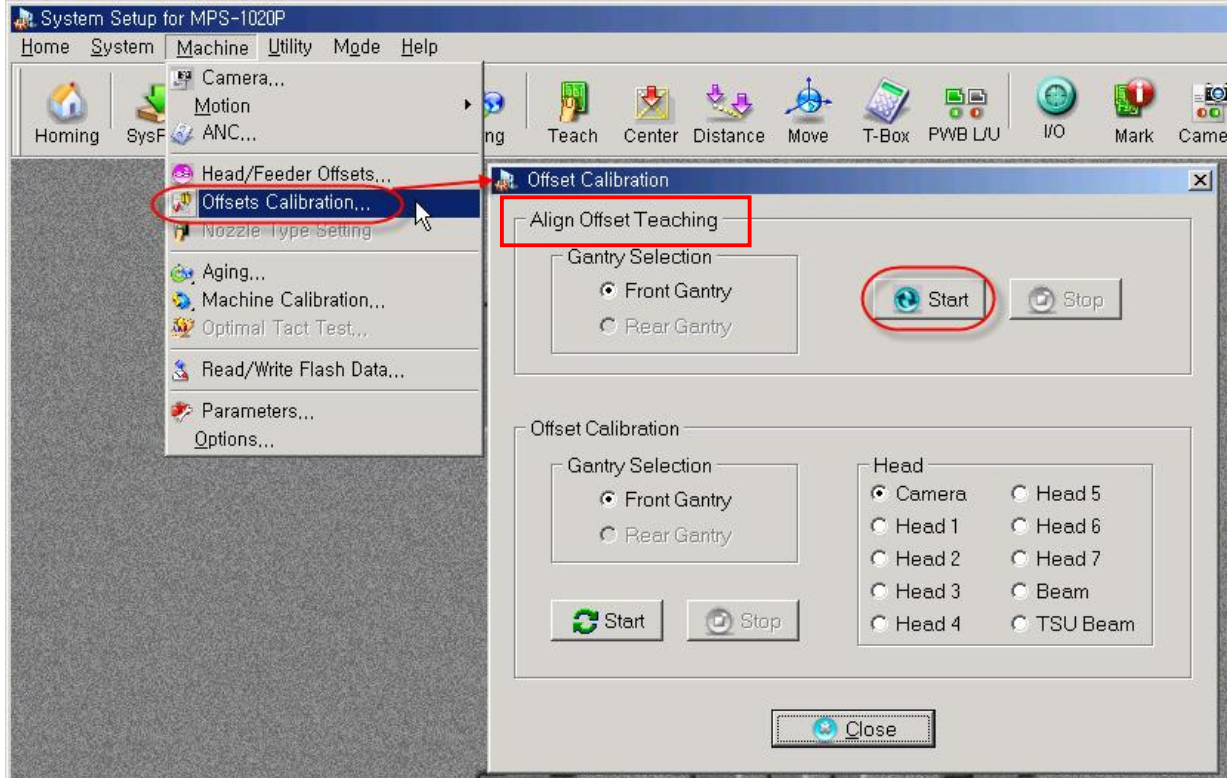 System Setup for MPS-1020P
Home System Machine Utility Mode Help
Camera...
Motion
ANC...
Head/Feeder Offsets...
Offsets Calibration...
Nozzle Type Setting
Aging...
Machine Calibration...
Optimal Tact Test...
Read/Write Flash Data...
Parameters...
Options...
Homing SysF ng Teach Center Distance Move T-Box PWB L/U I/O Mark Came
Offset Calibration
Align Offset Teaching
Gantry Selection
Front Gantry
Rear Gantry
Start Stop
Offset Calibration
Gantry Selection
Front Gantry
Rear Gantry
Start Stop
Head
Camera Head 5
Head 1 Head 6
Head 2 Head 7
Head 3 Beam
Head 4 TSU Beam
Close